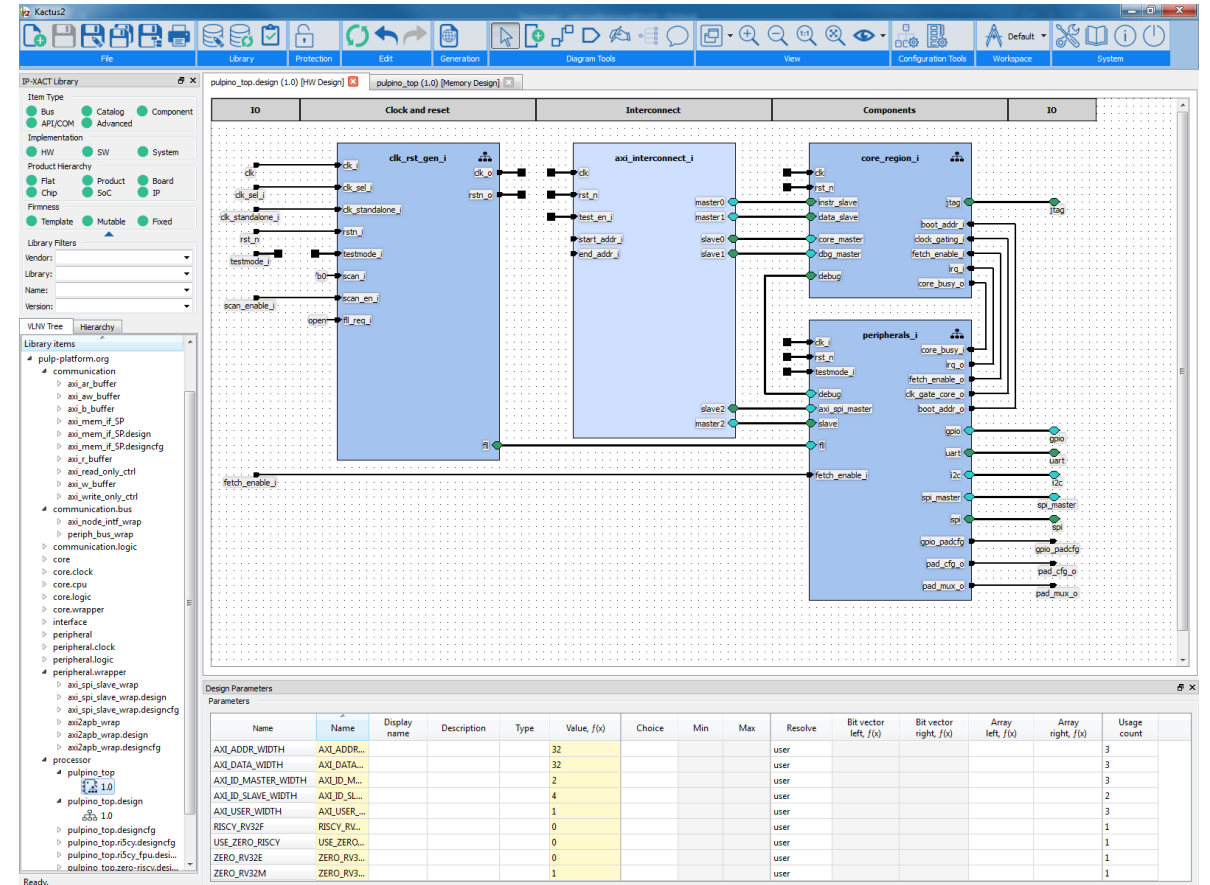 Kactus2
File Library Protection Edit Generation Diagram Tools View Configuration Tools Workspace System
Default
IP-XACT Library
Item Type
Bus Catalog Component
API/COM Advanced
Implementation
HW SW System
Product Hierarchy
Flat Product Board
Chip SoC IP
Firmness
Template Mutable Fixed
Library Filters
Vendor:
Library:
Name:
Version:
VLNV Tree Hierarchy
Library items
pulp-platform.org
communication
axi_ar_buffer
axi_aw_buffer
axi_b_buffer
axi_mem_if_SP
axi_mem_if_SP.design
axi_mem_if_SP.designcfg
axi_r_buffer
axi_read_only_ctrl
axi_w_buffer
axi_write_only_ctrl
communication.bus
axi_node_intf_wrap
periph_bus_wrap
communication.logic
core
core.clock
core.cpu
core.logic
core.wrapper
interface
peripheral
peripheral.clock
peripheral.logic
peripheral.wrapper
axi_spi_slave_wrap
axi_spi_slave_wrap.design
axi_spi_slave_wrap.designcfg
axi2apb_wrap
axi2apb_wrap.design
axi2apb_wrap.designcfg
processor
pulpino_top
1.0
pulpino_top.design
1.0
pulpino_top.designcfg
pulpino_top.ri5cy.designcfg
pulpino_top.ri5cy_fpu.desi...
pulpino_top.zero-riscy.desi...
Ready.
pulpino_top.design (1.0) [HW Design] pulpino_top (1.0) [Memory Design]
IO Clock and reset Interconnect Components IO
clk
clk_sel_i
clk_standalone_i
rst_n
testmode_i
scan_enable_i
fetch_enable_i
clk_rst_gen_i
clk_i
clk_o
clk_sel_i
rstn_o
clk_standalone_i
rstn_i
testmode_i
'b0
scan_i
scan_en_i
open
fll_req_i
fll
axi_interconnect_i
clk
rst_n
master0
test_en_i
master1
start_addr_i
slave0
end_addr_i
slave1
slave2
master2
core_region_i
clk
rst_n
instr_slave
jtag
data_slave
boot_addr_i
core_master
clock_gating_i
dbg_master
fetch_enable_i
irq_i
debug
core_busy_o
peripherals_i
clk_i
core_busy_i
rst_n
irq_o
testmode_i
fetch_enable_o
debug
clk_gate_core_o
axi_spi_master
boot_addr_o
slave
gpio
fll
uart
fetch_enable_i
i2c
spi_master
spi
gpio_padcfg
pad_cfg_o
pad_mux_o
jtag
gpio
uart
i2c
spi_master
spi
gpio_padcfg
pad_cfg_o
pad_mux_o
Design Parameters
Parameters
Name Name Display name Description Type Value, f(x) Choice Min Max Resolve Bit vector left, f(x) Bit vector right, f(x) Array left, f(x) Array right, f(x) Usage count
AXI_ADDR_WIDTH AXI_ADDR... 32 user 3
AXI_DATA_WIDTH AXI_DATA... 32 user 3
AXI_ID_MASTER_WIDTH AXI_ID_M... 2 user 3
AXI_ID_SLAVE_WIDTH AXI_ID_SL... 4 user 2
AXI_USER_WIDTH AXI_USER_... 1 user 3
RISCY_RV32F RISCY_RV... 0 user 1
USE_ZERO_RISCY USE_ZERO... 0 user 1
ZERO_RV32E ZERO_RV3... 0 user 1
ZERO_RV32M ZERO_RV3... 1 user 1